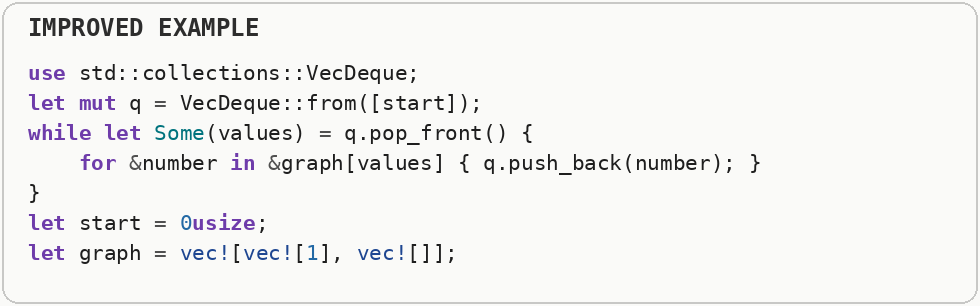 IMPROVED EXAMPLE
use std::collections::VecDeque;
let mut q = VecDeque::from([start]);
while let Some(values) = q.pop_front() {
    for &number in &graph[values] { q.push_back(number); }
}
let start = 0usize;
let graph = vec![vec![1], vec![]];